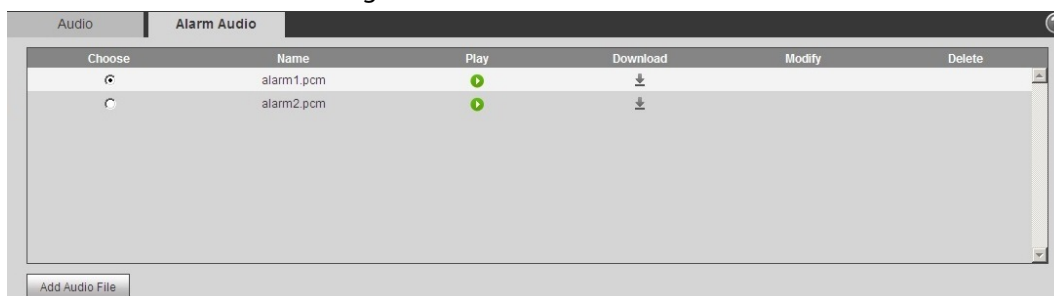 Audio Alarm Audio
Choose Name Play Download Modify Delete
alarm1.pcm
alarm2.pcm
Add Audio File